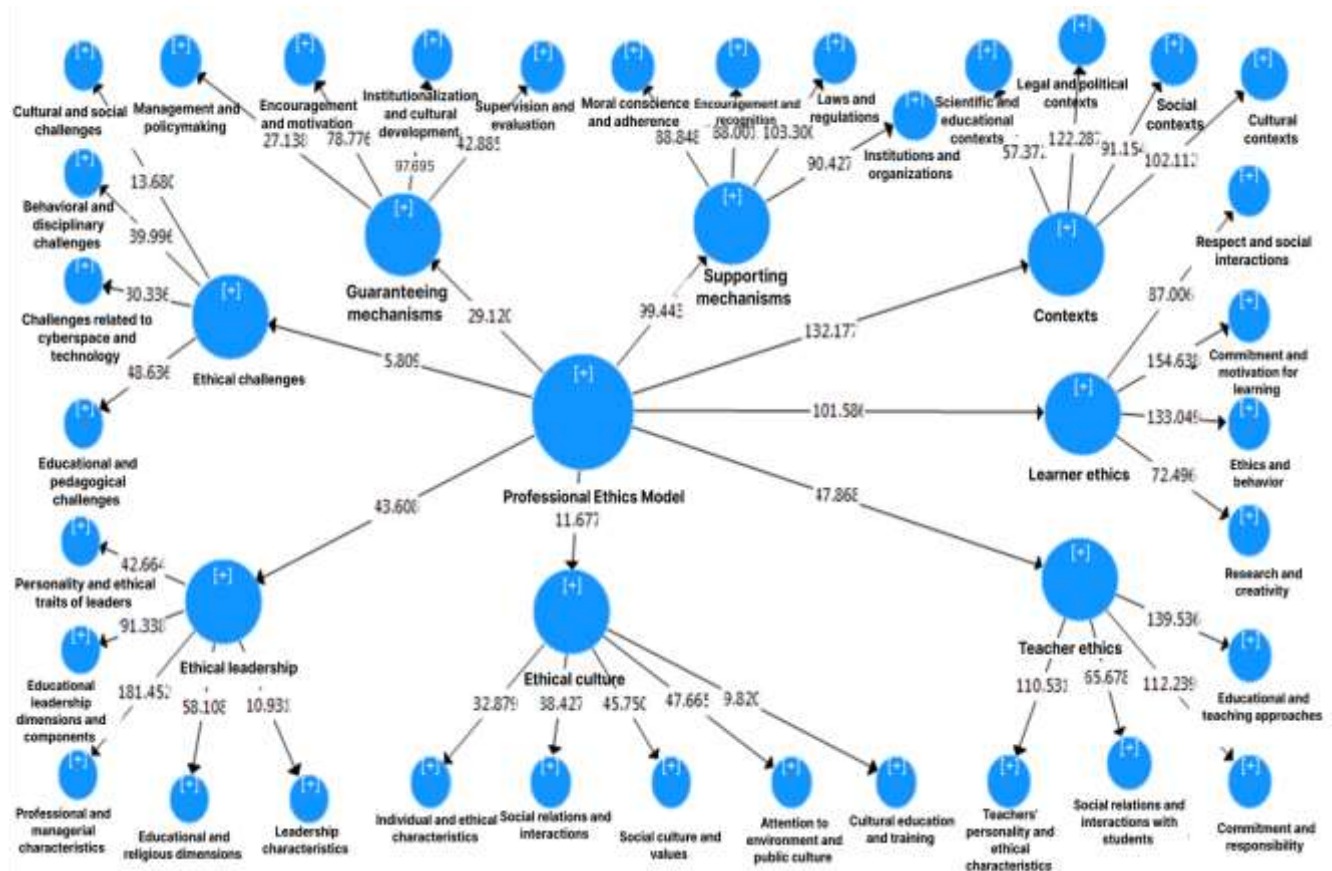 [+]
[+]
[+]
[+]
[+]
[+]
[+]
[+]
[+]
[+]
[+]
[+]
[+]
Cultural and social
challenges
Management and
policymaking
Encouragement
and motivation
Institutionalization
and cultural
development
Supervision and
evaluation
Moral conscience
and adherence
Encouragement and
recognition
Laws and
regulations
Institutions and
organizations
Scientific and
educational
contexts
Legal and political
contexts
Social
contexts
Cultural
contexts
27.138
78.776
97.695
42.885
88.848
88.001
103.306
90.427
57.372
122.287
91.154
102.112
[+]
Behavioral and
disciplinary
challenges
[+]
Challenges related to
cyberspace and
technology
[+]
Educational and
pedagogical
challenges
13.680
39.996
30.336
48.636
[+]
Ethical challenges
[+]
Guaranteeing
mechanisms
[+]
Supporting
mechanisms
[+]
Contexts
5.809
29.120
99.443
132.177
101.586
[+]
Professional Ethics Model
[+]
Learner ethics
87.006
154.638
133.049
72.496
[+]
Respect and social
interactions
[+]
Commitment and
motivation for
learning
[+]
Ethics and
behavior
[+]
Research and
creativity
43.608
11.677
47.868
[+]
Ethical leadership
42.664
91.338
181.452
58.108
10.931
[+]
Personality and ethical
traits of leaders
[+]
Educational
leadership
dimensions and
components
[+]
Professional and
managerial
characteristics
[+]
Educational and
religious dimensions
[+]
Leadership
characteristics
[+]
Ethical culture
32.879
38.427
45.750
47.665
9.820
[+]
Individual and ethical
characteristics
[+]
Social relations and
interactions
[+]
Social culture and
values
[+]
Attention to
environment and
public culture
[+]
Cultural education
and training
[+]
Teacher ethics
110.531
65.678
112.239
139.536
[+]
Teachers'
personality and
ethical
characteristics
[+]
Social relations and
interactions with
students
[+]
Educational and
teaching approaches
[+]
Commitment and
responsibility